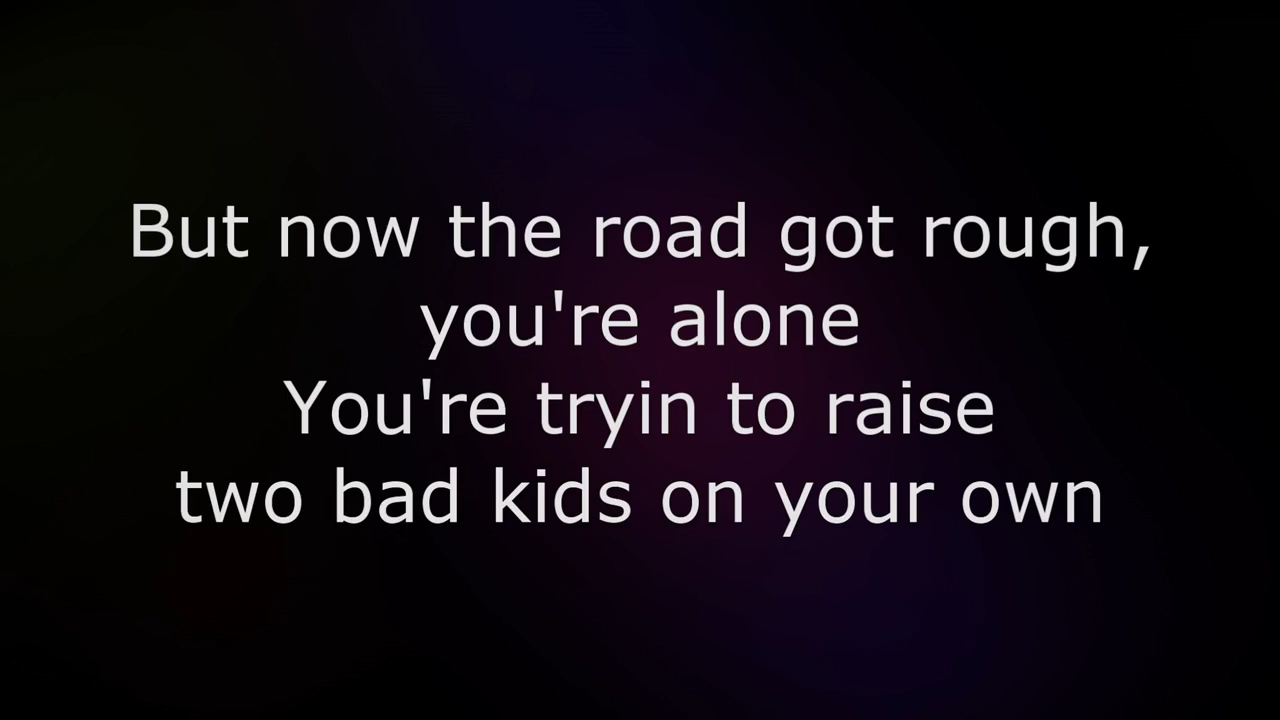 But now the road got rough,
you're alone
You're tryin to raise
two bad kids on your own